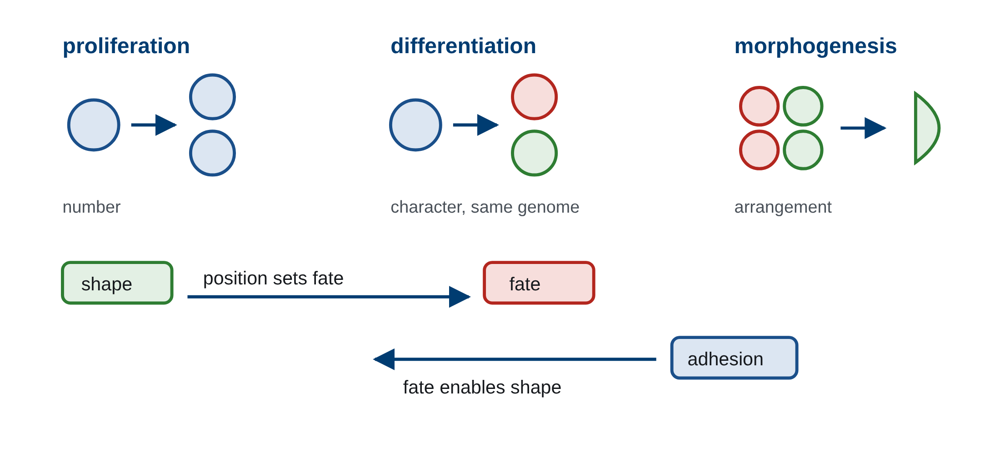 proliferation
differentiation
morphogenesis
number
character, same genome
arrangement
shape
position sets fate
fate
adhesion
fate enables shape